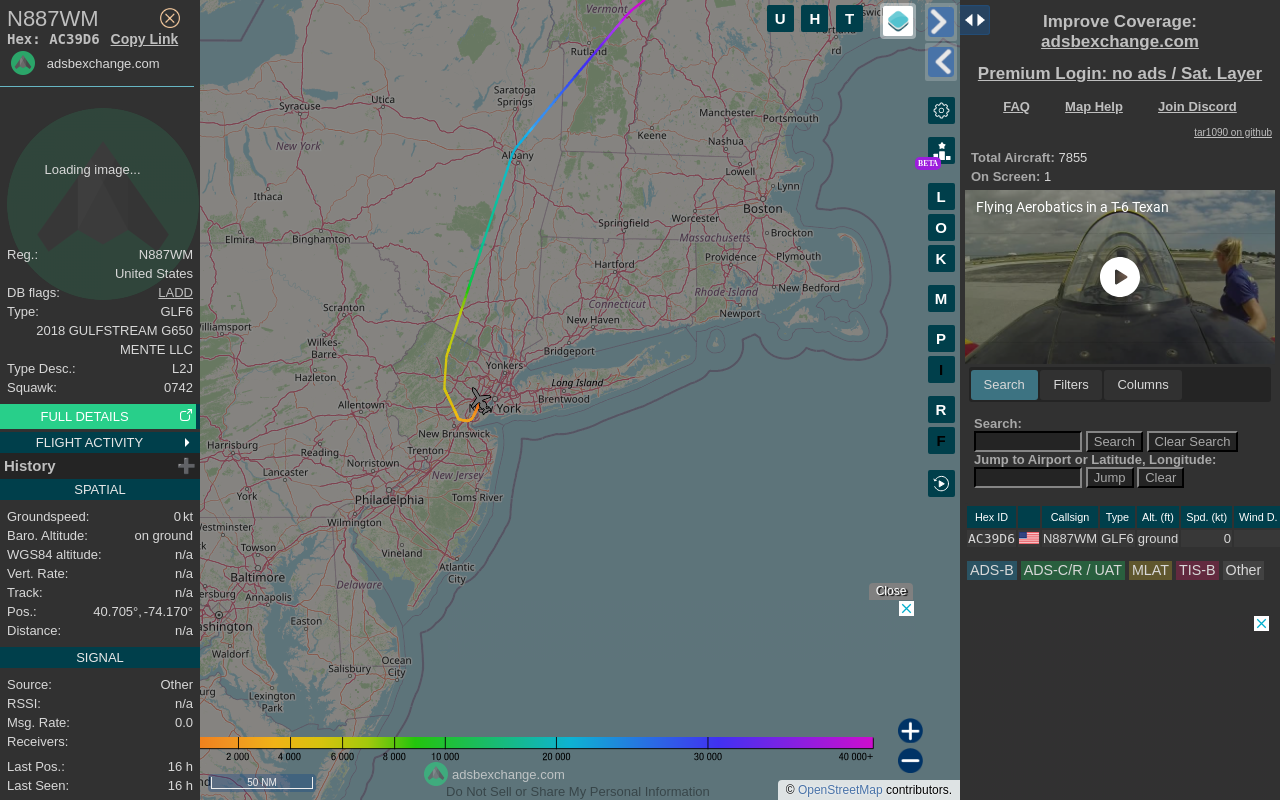 N887WM
Hex: AC39D6 Copy Link
adsbexchange.com
Loading image...
Reg.: N887WM
United States
DB flags: LADD
Type: GLF6
2018 GULFSTREAM G650
MENTE LLC
Type Desc.: L2J
Squawk: 0742
FULL DETAILS
FLIGHT ACTIVITY
History
SPATIAL
Groundspeed: 0 kt
Baro. Altitude: on ground
WGS84 altitude: n/a
Vert. Rate: n/a
Track: n/a
Pos.: 40.705°, -74.170°
Distance: n/a
SIGNAL
Source: Other
RSSI: n/a
Msg. Rate: 0.0
Receivers:
Last Pos.: 16 h
Last Seen: 16 h
Vermont
Rutland
Saratoga
Springs
Utica
Syracuse
New York
Albany
Keene
Manchester
Portsmouth
Nashua
Lowell
Lynn
Boston
Ithaca
Elmira
Binghamton
Springfield
Worcester
Massachusetts
Brockton
Plymouth
Providence
Hartford
New Bedford
Rhode Island
Connecticut
Newport
New Haven
Scranton
illiamsport
Wilkes-
Barre
Hazleton
Bridgeport
Yonkers
Long Island
Brentwood
York
Allentown
New Brunswick
Harrisburg
Reading
Trenton
Lancaster
Norristown
New Jersey
York
Philadelphia
Toms River
Wilmington
estminster
Towson
Vineland
Atlantic
City
Baltimore
Delaware
Annapolis
Easton
ashington
Waldorf
Salisbury
Ocean
City
Lexington
Park
U H T
BETA
L
O
K
M
P
I
R
F
Close
2 000 4 000 6 000 8 000 10 000 20 000 30 000 40 000+
50 NM
adsbexchange.com
Do Not Sell or Share My Personal Information
© OpenStreetMap contributors.
Improve Coverage:
adsbexchange.com
Premium Login: no ads / Sat. Layer
FAQ Map Help Join Discord
tar1090 on github
Total Aircraft: 7855
On Screen: 1
Flying Aerobatics in a T-6 Texan
Search Filters Columns
Search:
Search Clear Search
Jump to Airport or Latitude, Longitude:
Jump Clear
Hex ID Callsign Type Alt. (ft) Spd. (kt) Wind D.
AC39D6 N887WM GLF6 ground 0
ADS-B ADS-C/R / UAT MLAT TIS-B Other